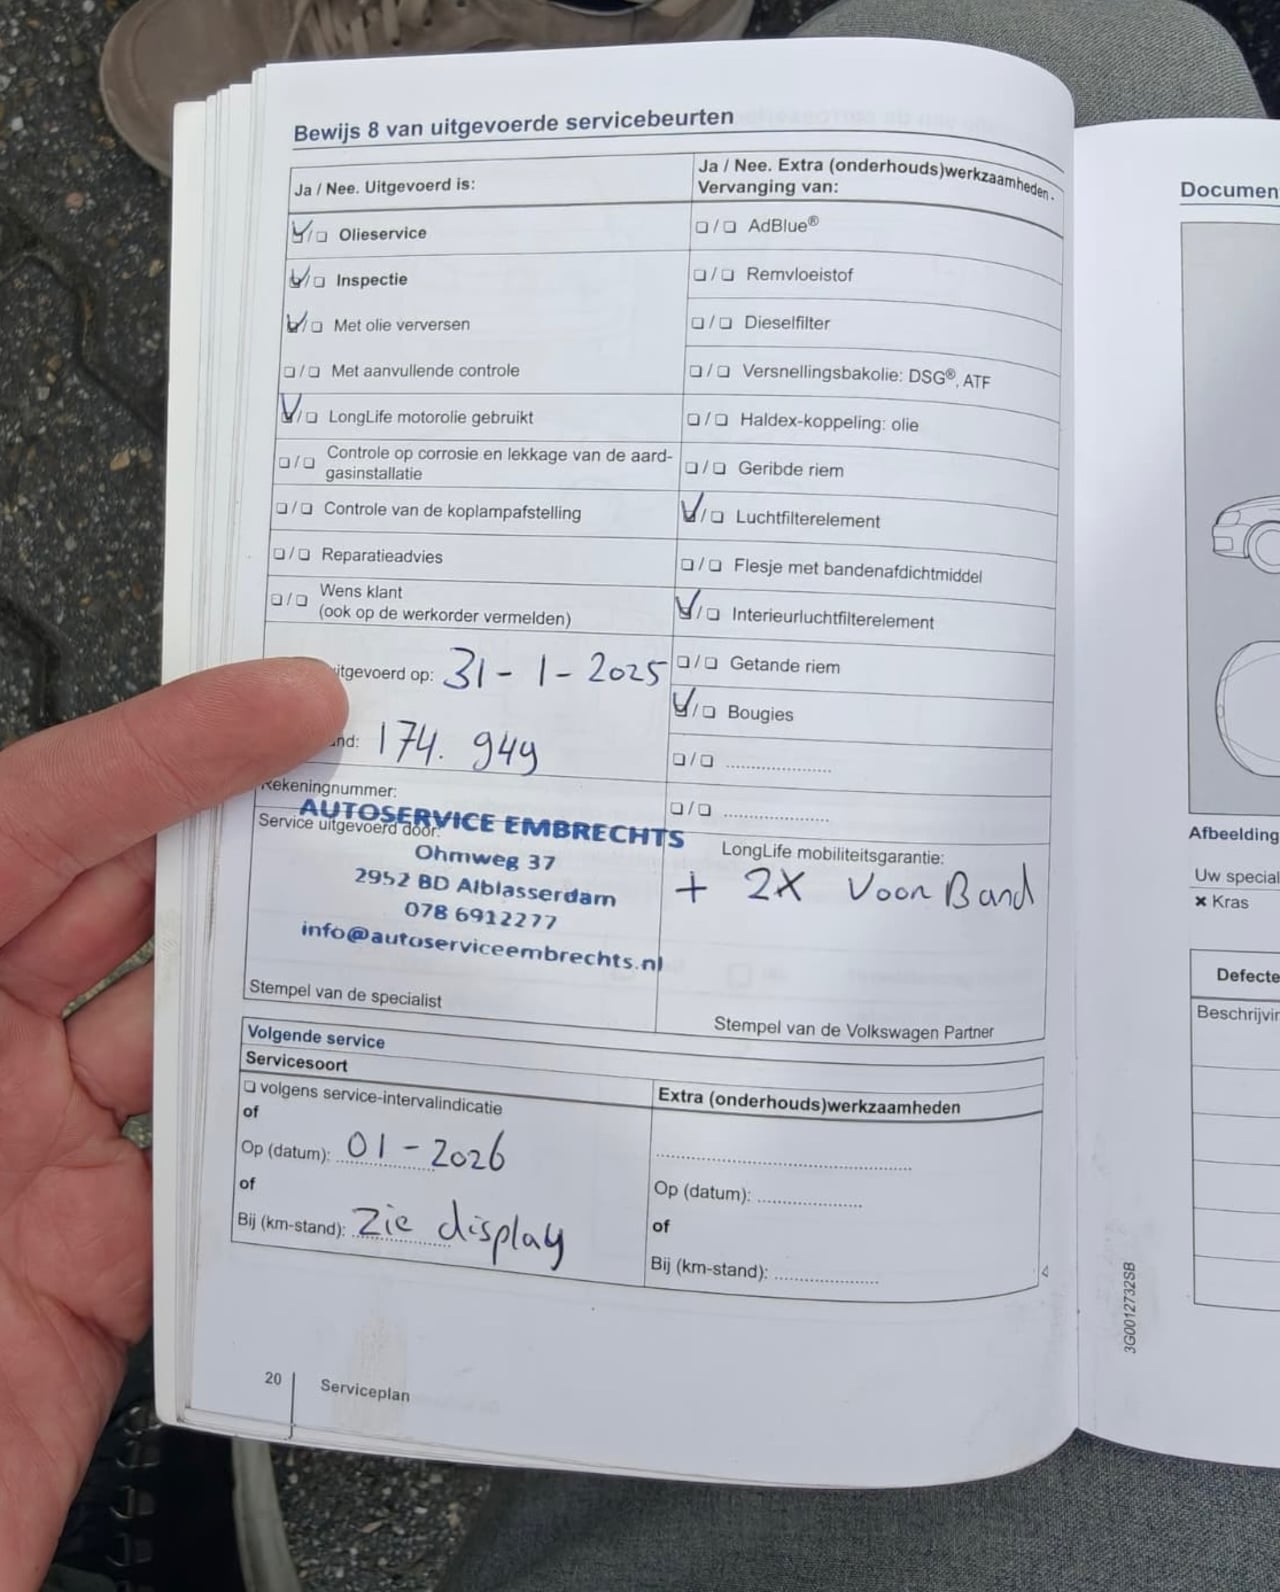 Bewijs 8 van uitgevoerde servicebeurten
Ja / Nee. Uitgevoerd is:
❏/❏ Olieservice
❏/❏ Inspectie
❏/❏ Met olie verversen
❏/❏ Met aanvullende controle
❏/❏ LongLife motorolie gebruikt
❏/❏ Controle op corrosie en lekkage van de aard-
gasinstallatie
❏/❏ Controle van de koplampafstelling
❏/❏ Reparatieadvies
❏/❏ Wens klant
(ook op de werkorder vermelden)
itgevoerd op: 31-1-2025
nd: 174.949
Rekeningnummer:
Service uitgevoerd door:
AUTOSERVICE EMBRECHTS
Ohmweg 37
2952 BD Alblasserdam
078 6912277
info@autoserviceembrechts.nl
Stempel van de specialist
Ja / Nee. Extra (onderhouds)werkzaamheden -
Vervanging van:
❏/❏ AdBlue®
❏/❏ Remvloeistof
❏/❏ Dieselfilter
❏/❏ Versnellingsbakolie: DSG®, ATF
❏/❏ Haldex-koppeling: olie
❏/❏ Geribde riem
❏/❏ Luchtfilterelement
❏/❏ Flesje met bandenafdichtmiddel
❏/❏ Interieurluchtfilterelement
❏/❏ Getande riem
❏/❏ Bougies
❏/❏ ....................
❏/❏ ....................
LongLife mobiliteitsgarantie:
+ 2X Voor Band
Stempel van de Volkswagen Partner
Volgende service
Servicesoort
❏ volgens service-intervalindicatie
of
Op (datum): 01-2026
of
Bij (km-stand): Zie display
Extra (onderhouds)werkzaamheden
..................................................
Op (datum): ....................
of
Bij (km-stand): ....................
20
Serviceplan
3G0012732SB
Documen
Afbeelding
Uw special
× Kras
Defecte
Beschrijvir